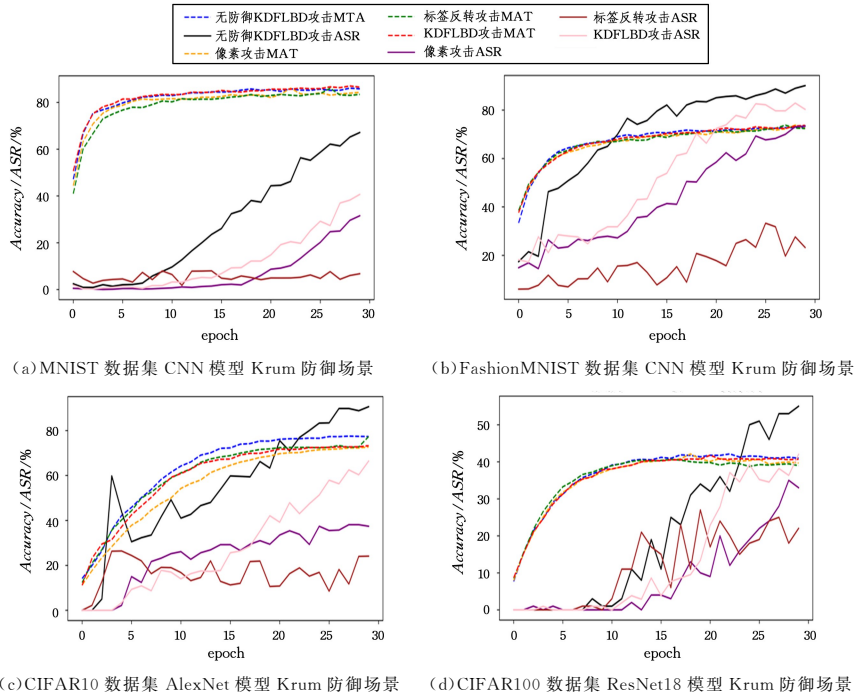 无防御KDFLBD攻击MTA 标签反转攻击MAT 标签反转攻击ASR
无防御KDFLBD攻击ASR KDFLBD攻击MAT KDFLBD攻击ASR
像素攻击MAT 像素攻击ASR
Accuracy/ASR/%
80
60
40
20
0
0 5 10 15 20 25 30
epoch
(a)MNIST 数据集 CNN 模型 Krum 防御场景
Accuracy/ASR/%
80
60
40
20
0 5 10 15 20 25 30
epoch
(b)FashionMNIST 数据集 CNN 模型 Krum 防御场景
Accuracy/ASR/%
80
60
40
20
0
0 5 10 15 20 25 30
epoch
(c)CIFAR10 数据集 AlexNet 模型 Krum 防御场景
Accuracy/ASR/%
50
40
30
20
10
0
0 5 10 15 20 25 30
epoch
(d)CIFAR100 数据集 ResNet18 模型 Krum 防御场景